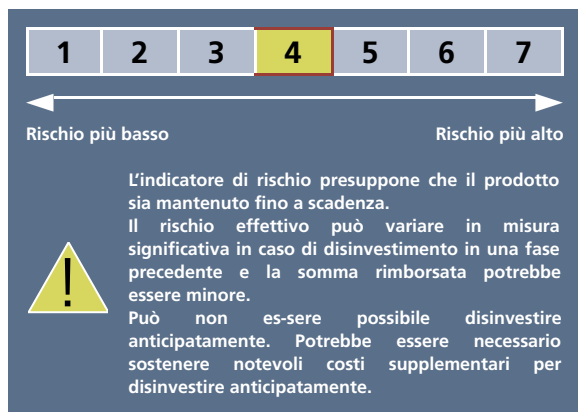 1 2 3 4 5 6 7
Rischio più basso Rischio più alto
L'indicatore di rischio presuppone che il prodotto
sia mantenuto fino a scadenza.
Il rischio effettivo può variare in misura
significativa in caso di disinvestimento in una fase
precedente e la somma rimborsata potrebbe
essere minore.
Può non es-sere possibile disinvestire
anticipatamente. Potrebbe essere necessario
sostenere notevoli costi supplementari per
disinvestire anticipatamente.
!